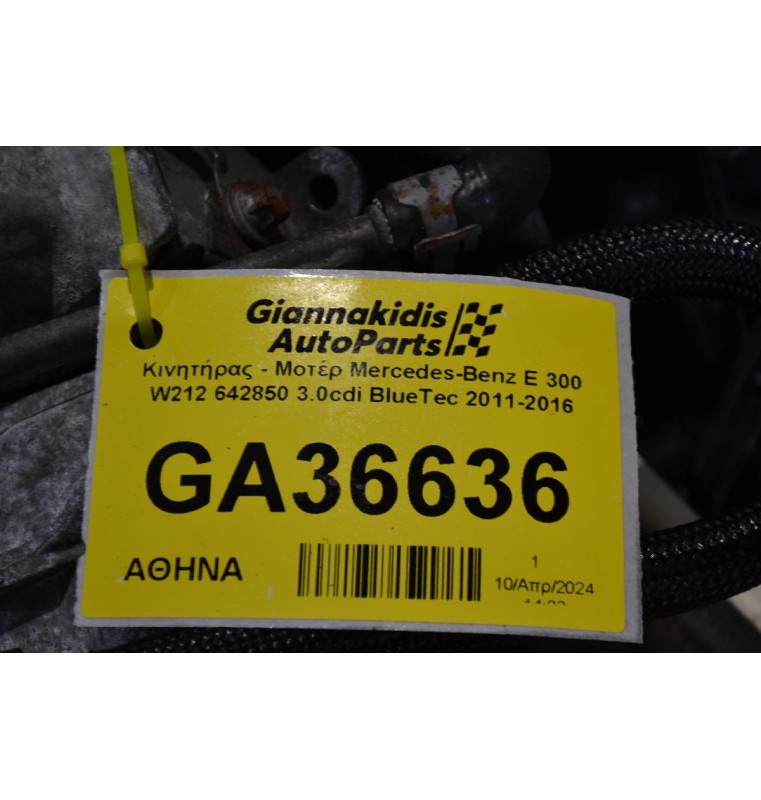 Giannakidis
AutoParts
Κινητήρας - Μοτέρ Mercedes-Benz E 300
W212 642850 3.0cdi BlueTec 2011-2016
GA36636
ΑΘΗΝΑ
1
10/Απρ/2024